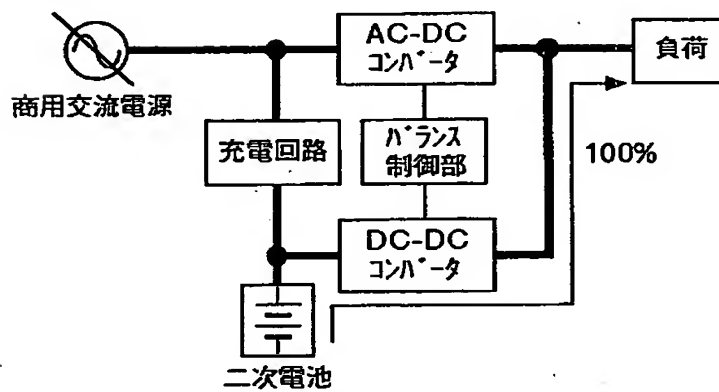 AC-DC
コンバータ
負荷
商用交流電源
充電回路
バランス
制御部
100%
DC-DC
コンバータ
二次電池